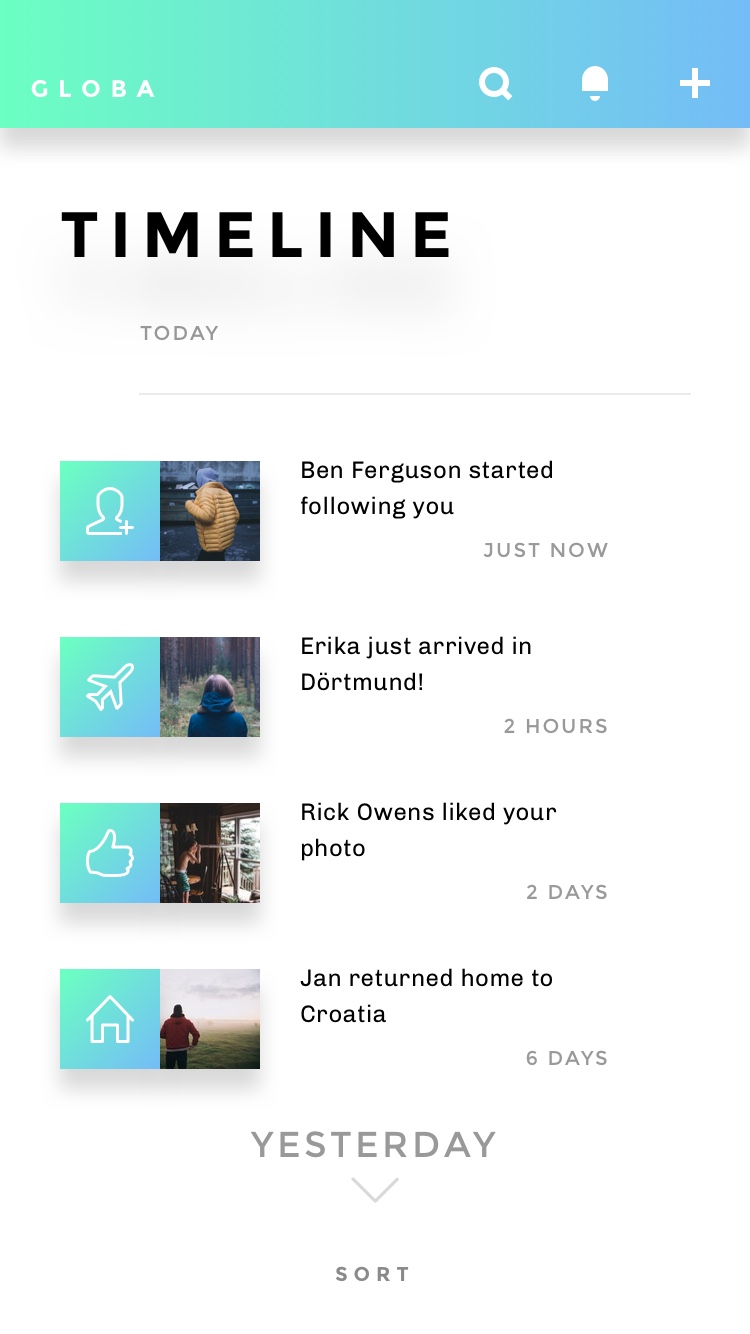 GLOBA
TIMELINE
TODAY
Ben Ferguson started
following you
JUST NOW
Erika just arrived in
Dörtmund!
2 HOURS
Rick Owens liked your
photo
2 DAYS
Jan returned home to
Croatia
6 DAYS
YESTERDAY
SORT